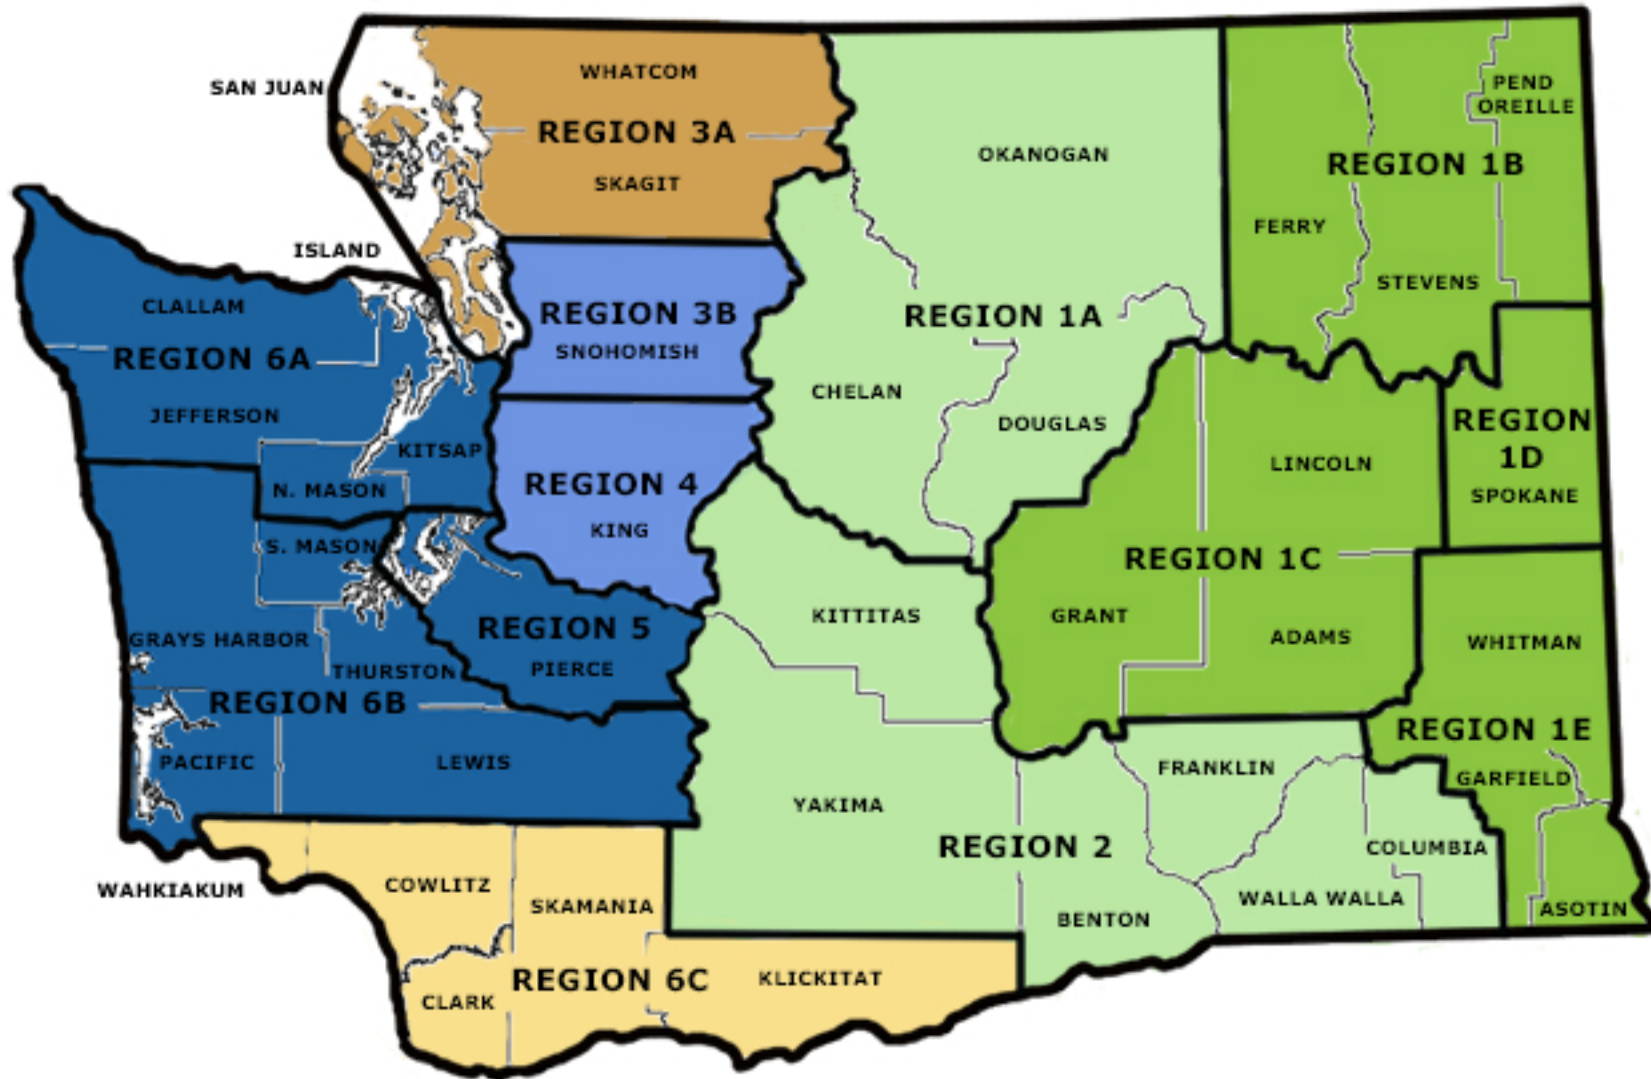 WHATCOM
SAN JUAN
PEND
OREILLE
REGION 3A
OKANOGAN
REGION 1B
SKAGIT
FERRY
ISLAND
STEVENS
CLALLAM
REGION 3B
REGION 1A
SNOHOMISH
REGION 6A
CHELAN
JEFFERSON
DOUGLAS
REGION
1D
SPOKANE
KITSAP
LINCOLN
N. MASON
REGION 4
KING
S. MASON
REGION 1C
KITTITAS
GRANT
ADAMS
WHITMAN
GRAYS HARBOR
REGION 5
PIERCE
THURSTON
REGION 6B
REGION 1E
PACIFIC
LEWIS
FRANKLIN
GARFIELD
YAKIMA
REGION 2
COLUMBIA
WAHKIAKUM
COWLITZ
SKAMANIA
WALLA WALLA
BENTON
ASOTIN
REGION 6C
KLICKITAT
CLARK